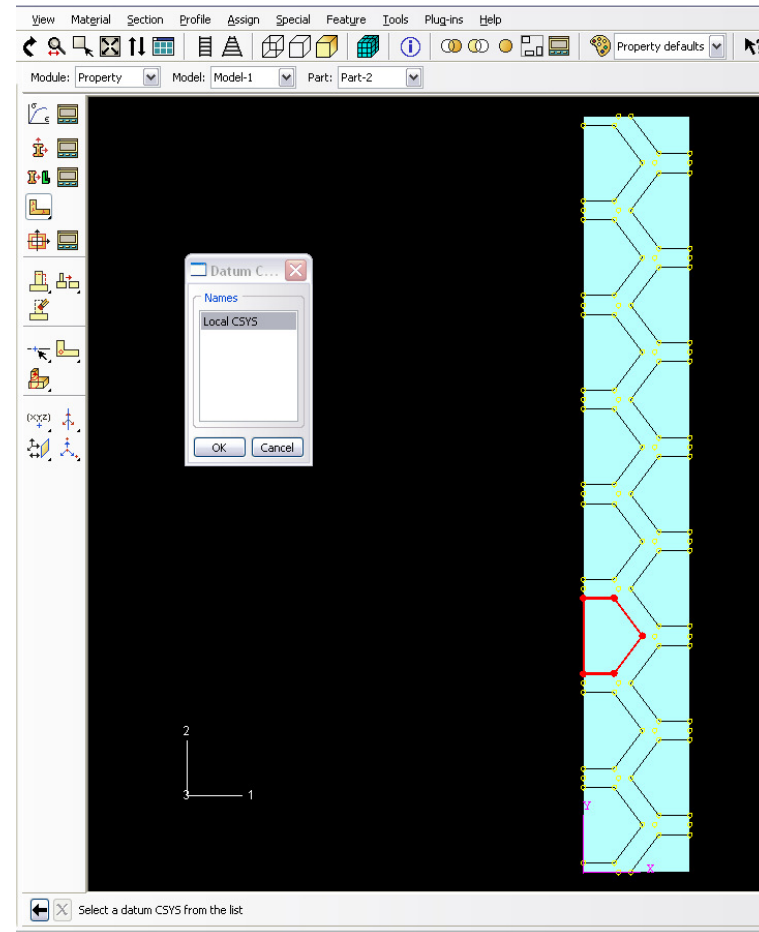 View Material Section Profile Assign Special Feature Tools Plug-ins Help
Property defaults
Module: Property Model: Model-1 Part: Part-2
σ
ε
Datum C...
Names
Local CSYS
OK Cancel
(XYZ)
2
3 1
Y
X
Select a datum CSYS from the list